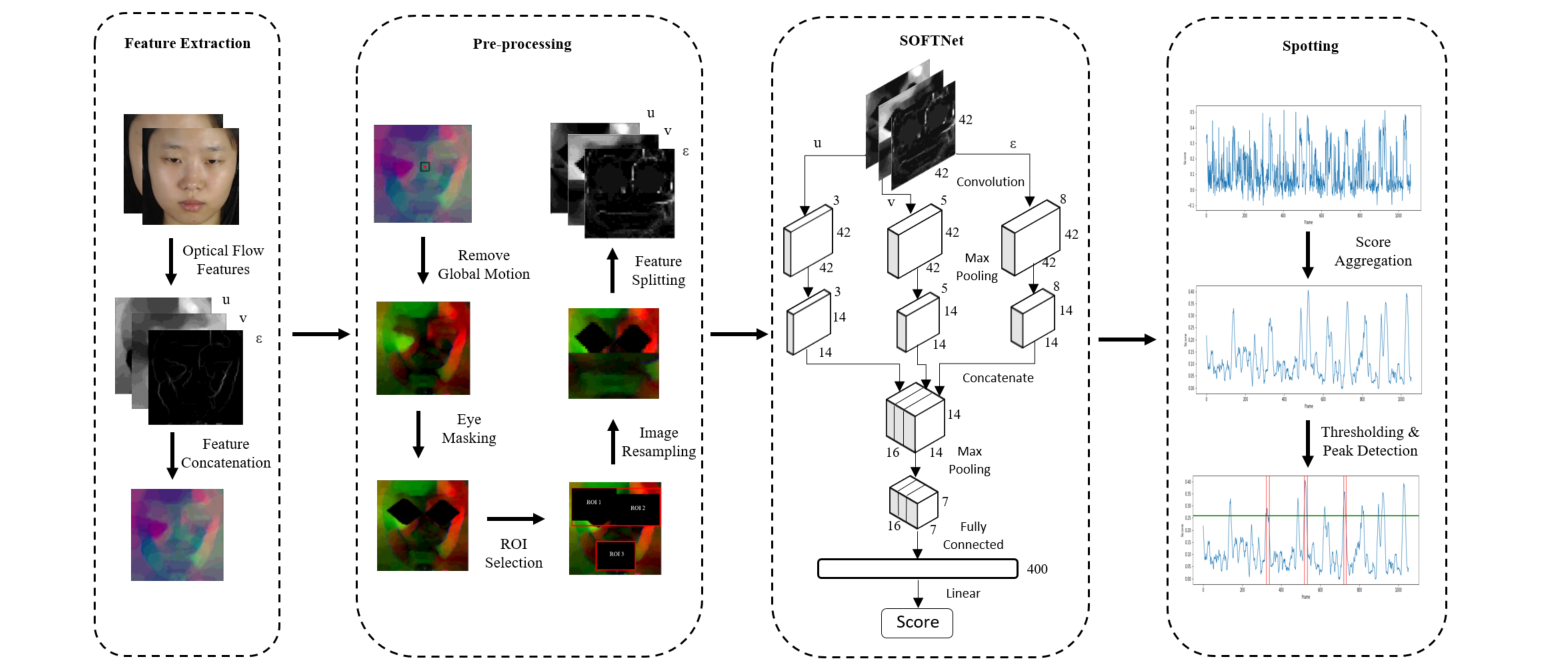 Feature Extraction
Optical Flow
Features
u
v
ε
Feature
Concatenation
Pre-processing
Remove
Global Motion
Eye
Masking
ROI
Selection
ROI 1
ROI 2
ROI 3
Image
Resampling
Feature
Splitting
u
v
ε
SOFTNet
42
42
u
v
ε
Convolution
3
42
42
5
42
42
8
42
42
Max
Pooling
3
14
14
5
14
14
8
14
14
Concatenate
14
16
14
Max
Pooling
7
16
7
Fully
Connected
400
Linear
Score
Spotting
Score
Aggregation
Thresholding &
Peak Detection